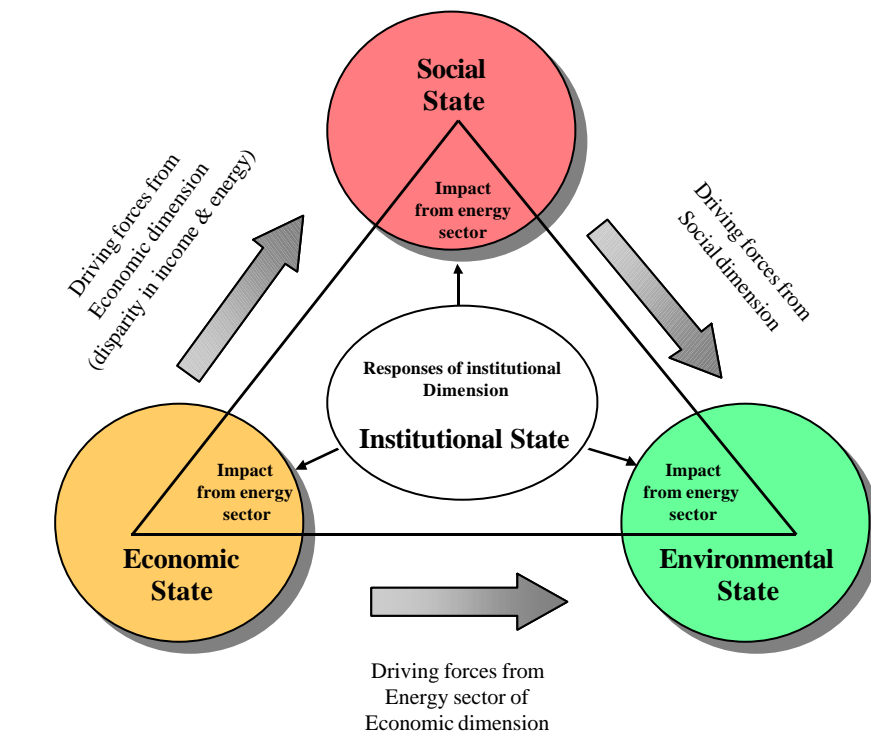 Social
State
Impact
from energy
sector
Driving forces from
Economic dimension
(disparity in income & energy)
Driving forces from
Social dimension
Responses of institutional
Dimension
Institutional State
Impact
from energy
sector
Economic
State
Impact
from energy
sector
Environmental
State
Driving forces from
Energy sector of
Economic dimension